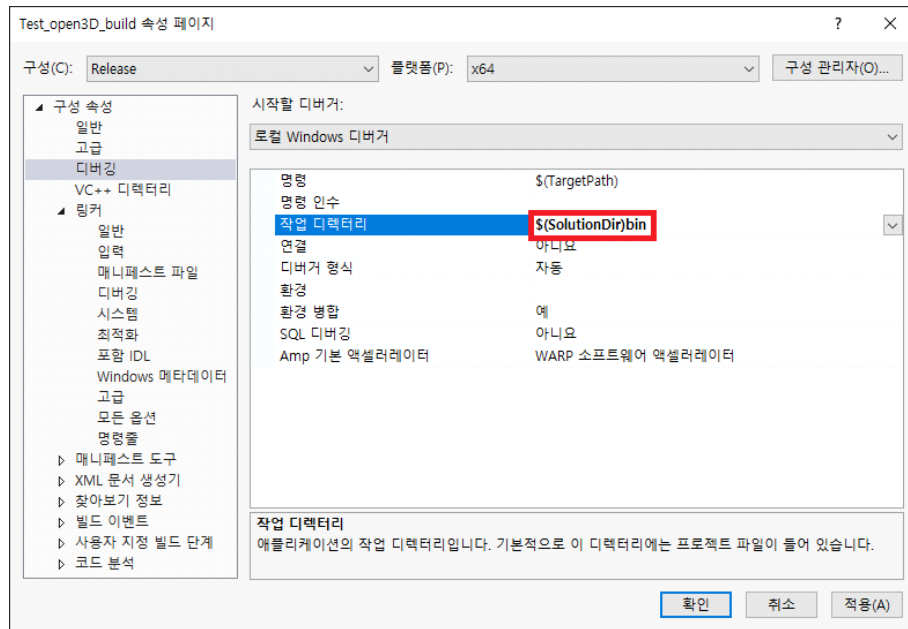 Test_open3D_build 속성 페이지
? ×
구성(C): Release 플랫폼(P): x64 구성 관리자(O)...
구성 속성
일반
고급
디버깅
VC++ 디렉터리
링커
일반
입력
매니페스트 파일
디버깅
시스템
최적화
포함 IDL
Windows 메타데이터
고급
모든 옵션
명령줄
매니페스트 도구
XML 문서 생성기
찾아보기 정보
빌드 이벤트
사용자 지정 빌드 단계
코드 분석
시작할 디버거:
로컬 Windows 디버거
명령 $(TargetPath)
명령 인수
작업 디렉터리 $(SolutionDir)bin
연결 아니요
디버거 형식 자동
환경
환경 병합 예
SQL 디버깅 아니요
Amp 기본 액셀러레이터 WARP 소프트웨어 액셀러레이터
작업 디렉터리
애플리케이션의 작업 디렉터리입니다. 기본적으로 이 디렉터리에는 프로젝트 파일이 들어 있습니다.
확인 취소 적용(A)